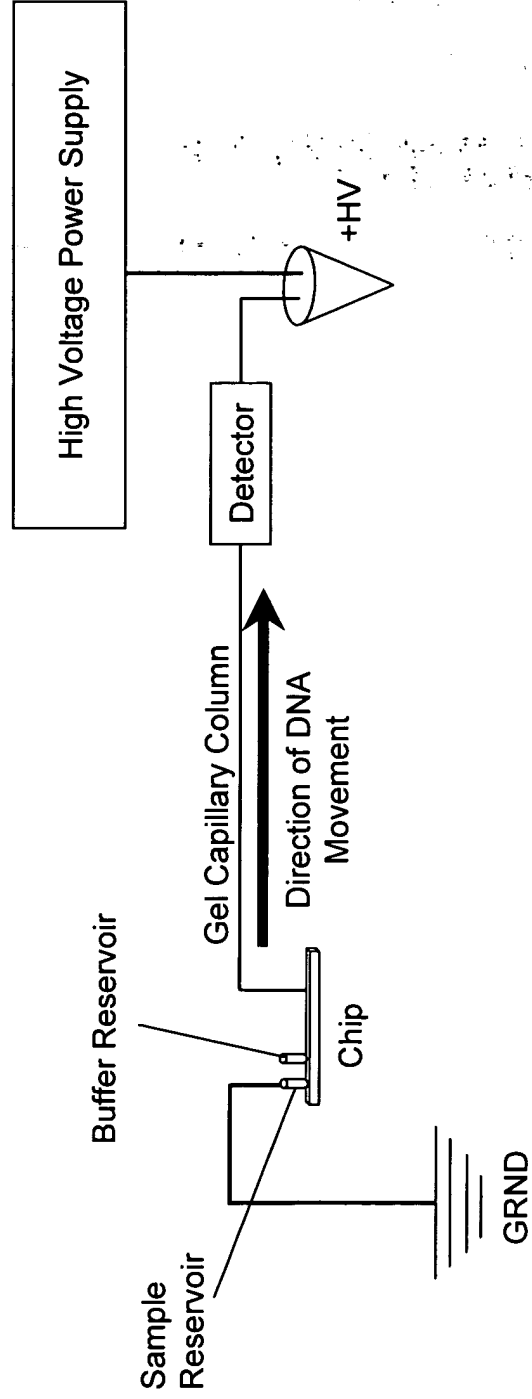 High Voltage Power Supply
+HV
Detector
Gel Capillary Column
Direction of DNA
Movement
Buffer Reservoir
Chip
Sample
Reservoir
GRND